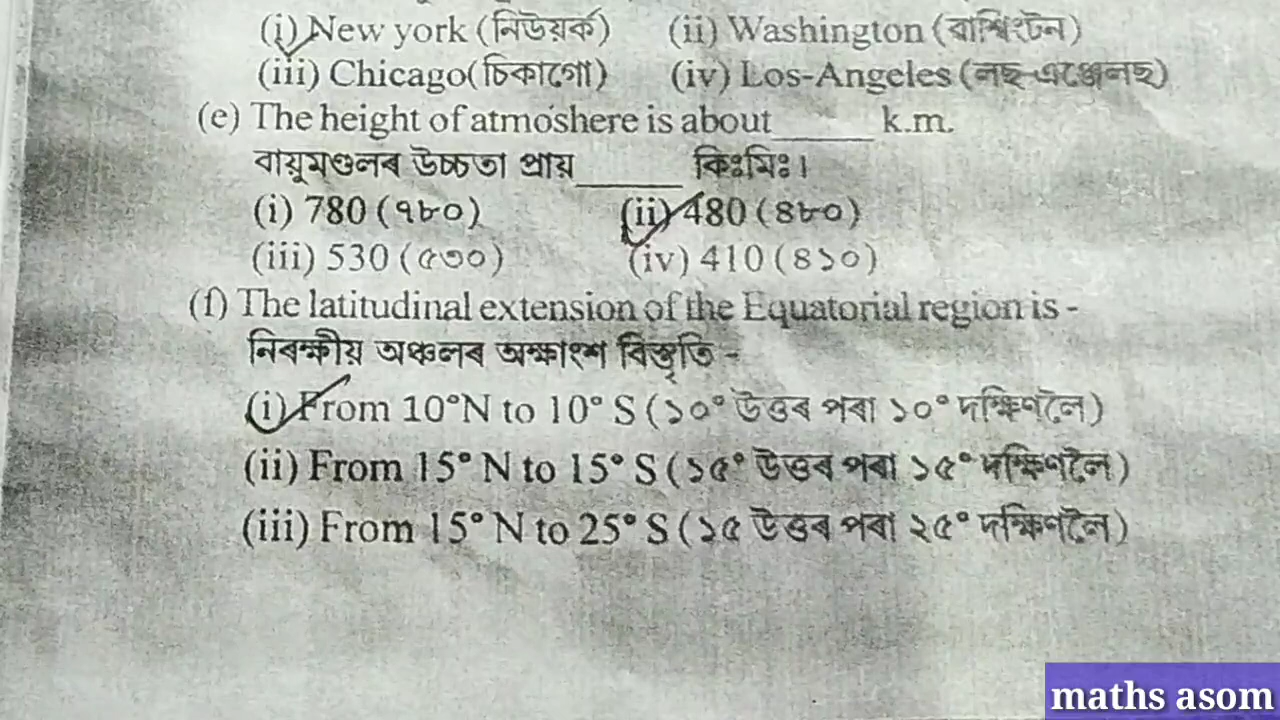 (i) New york (নিউয়ৰ্ক) (ii) Washington (ৱাশ্বিংটন)
(iii) Chicago(চিকাগো) (iv) Los-Angeles (লছ-এঞ্জেলছ)
(e) The height of atmoshere is about_____ k.m.
বায়ুমণ্ডলৰ উচ্চতা প্ৰায়_____ কিঃমিঃ।
(i) 780 (৭৮০) (ii) 480 (৪৮০)
(iii) 530 (৫৩০) (iv) 410 (৪১০)
(f) The latitudinal extension of the Equatorial region is -
নিৰক্ষীয় অঞ্চলৰ অক্ষাংশ বিস্তৃতি -
(i) From 10°N to 10° S (১০° উত্তৰ পৰা ১০° দক্ষিণলৈ)
(ii) From 15° N to 15° S (১৫° উত্তৰ পৰা ১৫° দক্ষিণলৈ)
(iii) From 15° N to 25° S (১৫ উত্তৰ পৰা ২৫° দক্ষিণলৈ)
maths asom